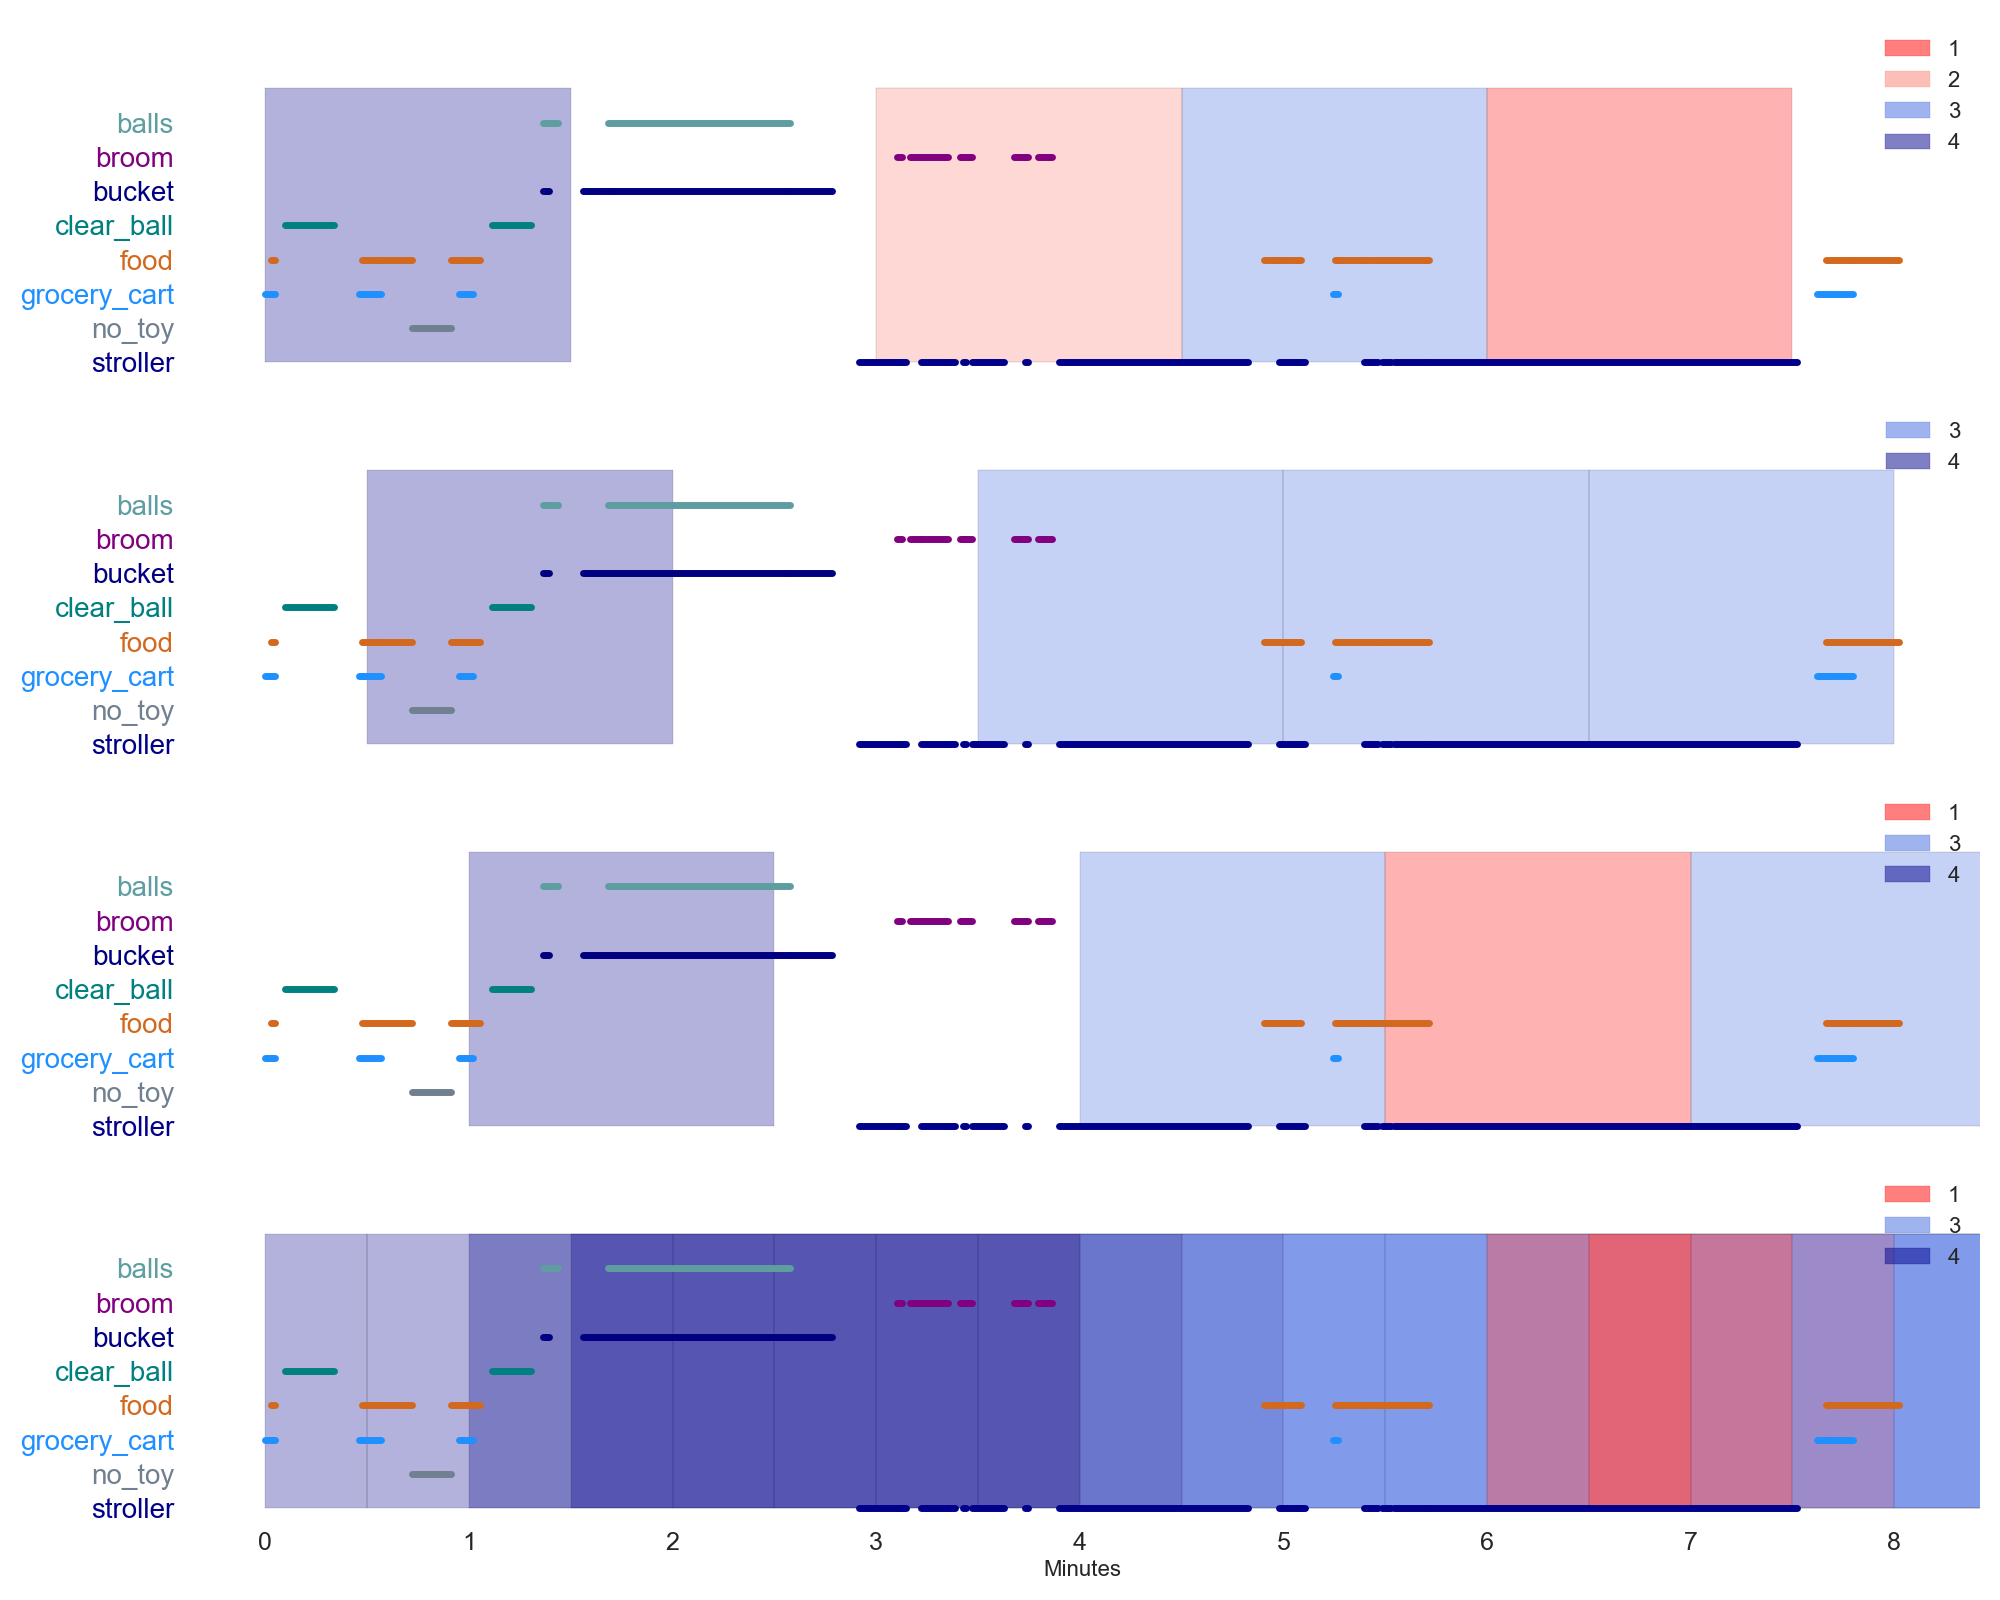 1
2
3
4
balls
broom
bucket
clear_ball
food
grocery_cart
no_toy
stroller
3
4
balls
broom
bucket
clear_ball
food
grocery_cart
no_toy
stroller
1
3
4
balls
broom
bucket
clear_ball
food
grocery_cart
no_toy
stroller
1
3
4
balls
broom
bucket
clear_ball
food
grocery_cart
no_toy
stroller
0 1 2 3 4 5 6 7 8
Minutes